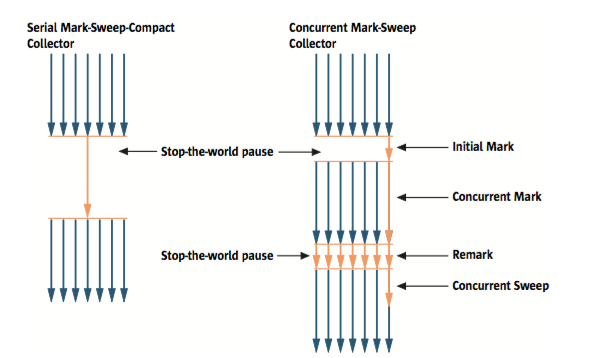 Serial Mark-Sweep-Compact
Collector
Concurrent Mark-Sweep
Collector
Stop-the-world pause
Initial Mark
Concurrent Mark
Stop-the-world pause
Remark
Concurrent Sweep